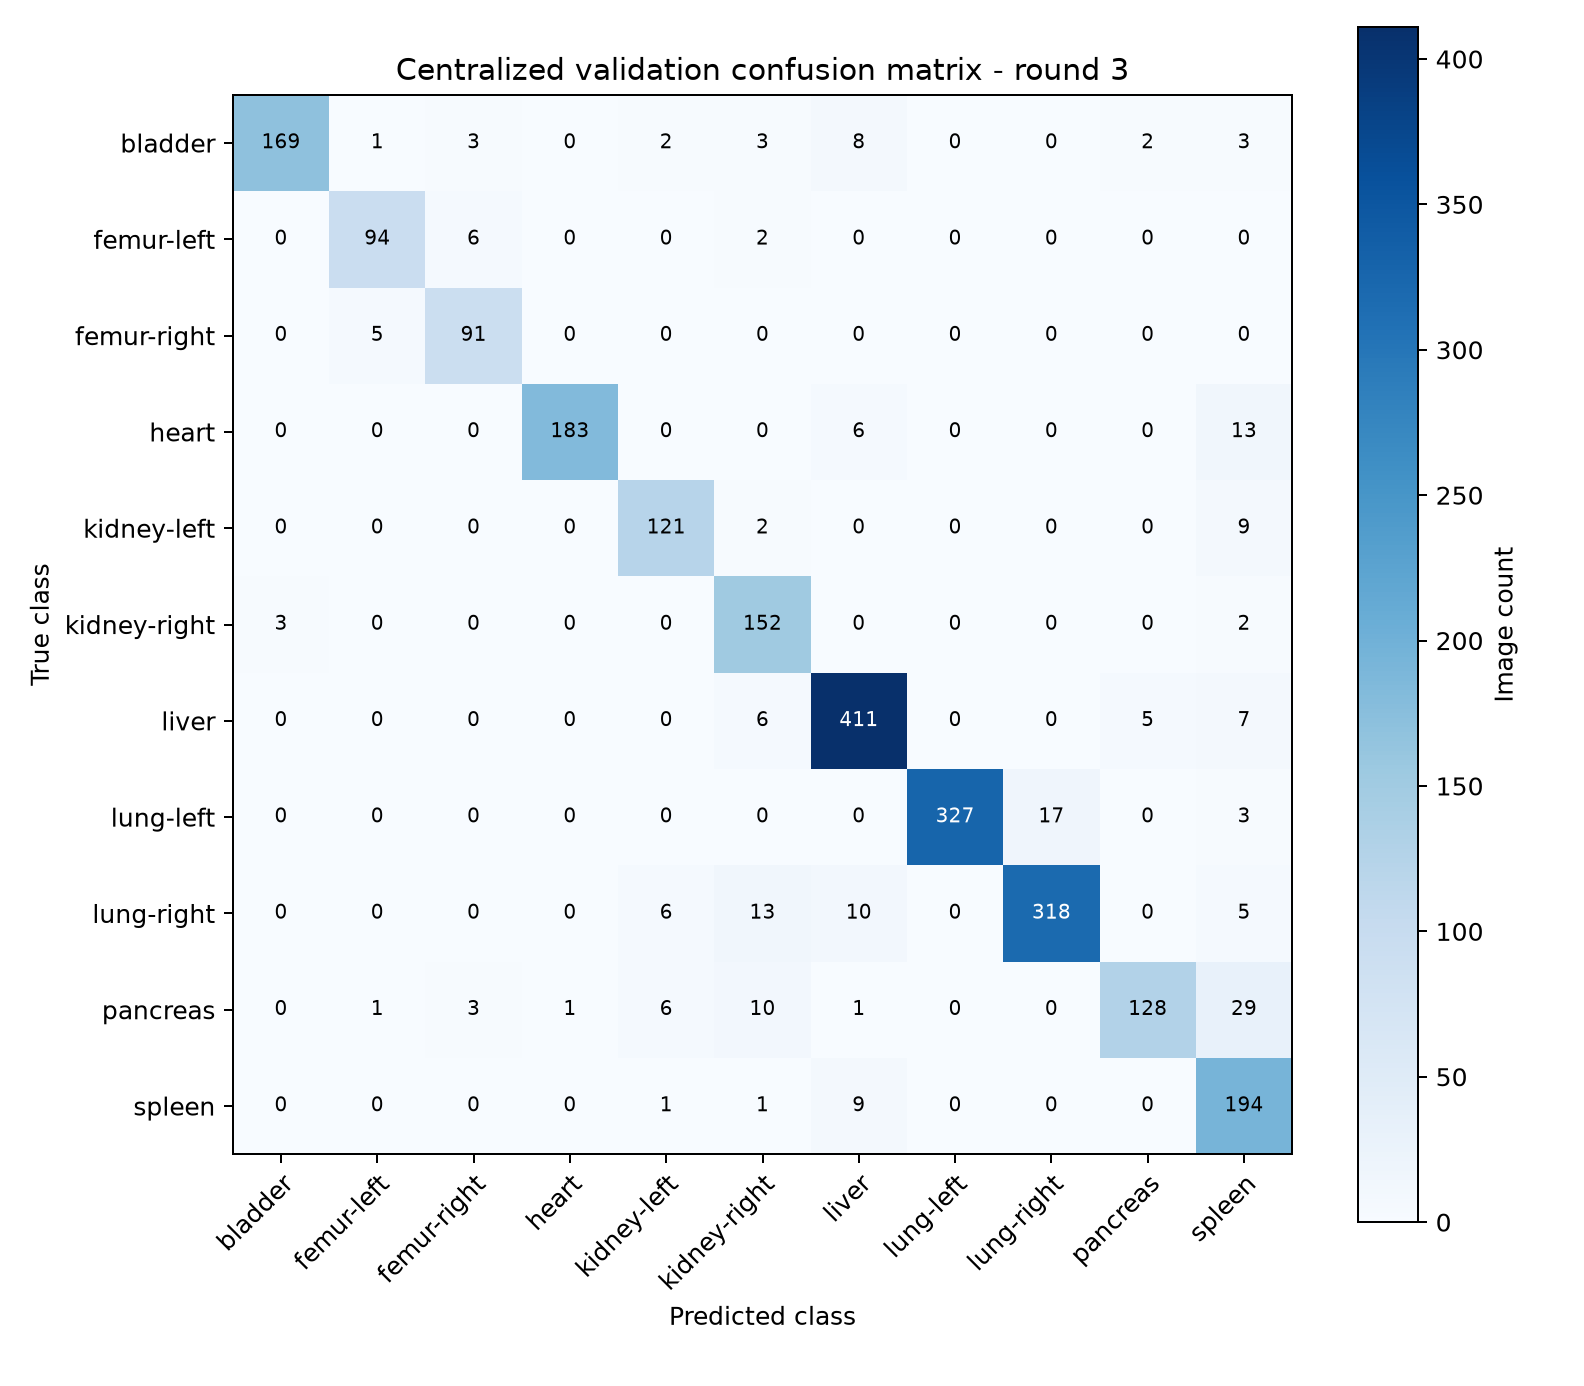 Centralized validation confusion matrix - round 3
bladder 169 1 3 0 2 3 8 0 0 2 3
femur-left 0 94 6 0 0 2 0 0 0 0 0
femur-right 0 5 91 0 0 0 0 0 0 0 0
heart 0 0 0 183 0 0 6 0 0 0 13
kidney-left 0 0 0 0 121 2 0 0 0 0 9
kidney-right 3 0 0 0 0 152 0 0 0 0 2
liver 0 0 0 0 0 6 411 0 0 5 7
lung-left 0 0 0 0 0 0 0 327 17 0 3
lung-right 0 0 0 0 6 13 10 0 318 0 5
pancreas 0 1 3 1 6 10 1 0 0 128 29
spleen 0 0 0 0 1 1 9 0 0 0 194
bladder femur-left femur-right heart kidney-left kidney-right liver lung-left lung-right pancreas spleen
Predicted class
True class
400
350
300
250
200
150
100
50
0
Image count